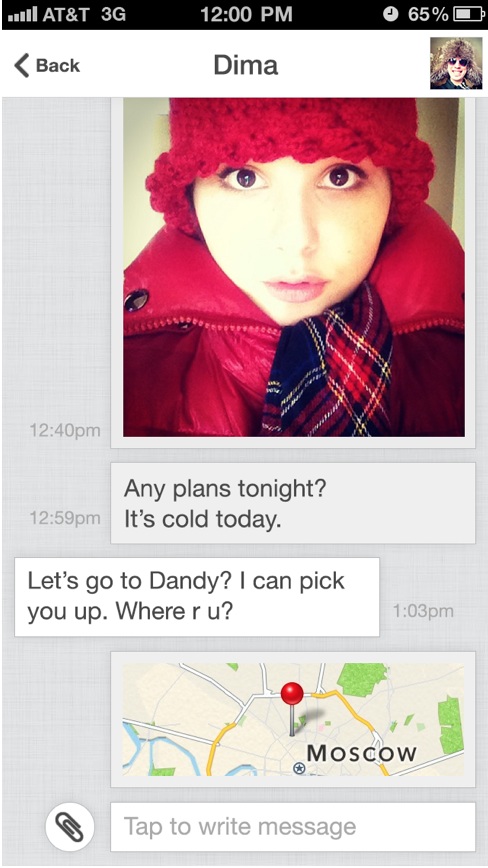 AT&T 3G 12:00 PM 65%
Back Dima
12:40pm
Any plans tonight?
12:59pm It’s cold today.
Let’s go to Dandy? I can pick
you up. Where r u? 1:03pm
Moscow
Tap to write message